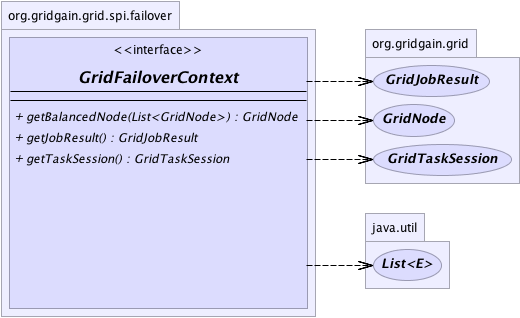 org.gridgain.grid.spi.failover
<<interface>>
GridFailoverContext
+ getBalancedNode(List<GridNode>) : GridNode
+ getJobResult() : GridJobResult
+ getTaskSession() : GridTaskSession
org.gridgain.grid
GridJobResult
GridNode
GridTaskSession
java.util
List<E>